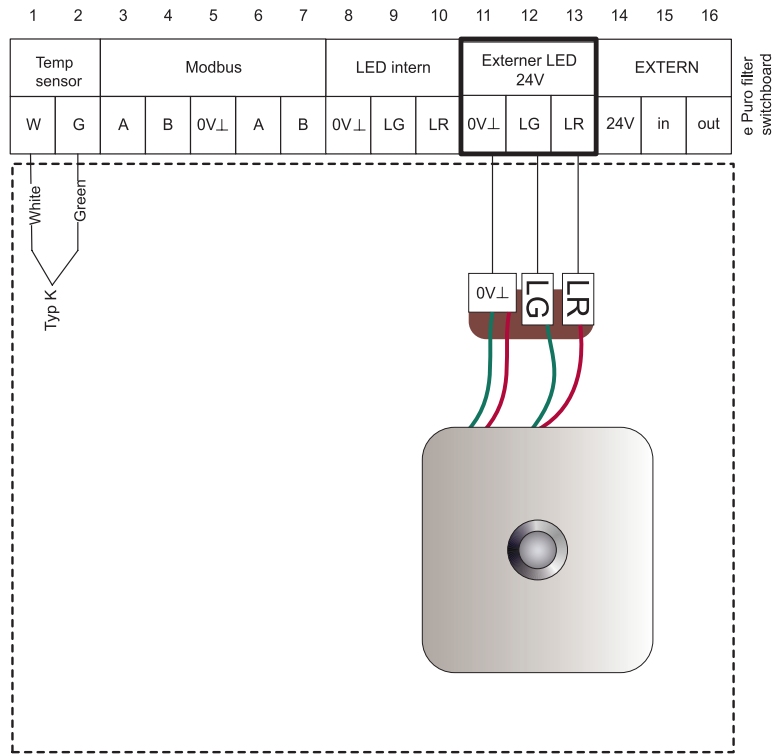 1 2 3 4 5 6 7 8 9 10 11 12 13 14 15 16
Temp
sensor
Modbus
LED intern
Externer LED
24V
EXTERN
W G A B 0V⊥ A B 0V⊥ LG LR 0V⊥ LG LR 24V in out
e Puro filter
switchboard
White
Green
Typ K
0V⊥
LG
LR